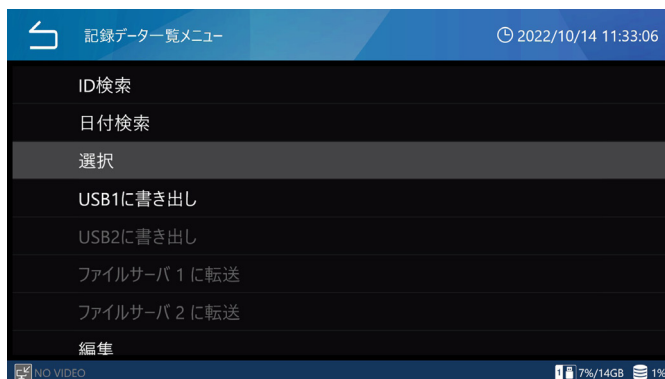 記録データ一覧メニュー
2022/10/14 11:33:06
ID検索
日付検索
選択
USB1に書き出し
USB2に書き出し
ファイルサーバ 1 に転送
ファイルサーバ 2 に転送
編集
NO VIDEO
1 7%/14GB 1%